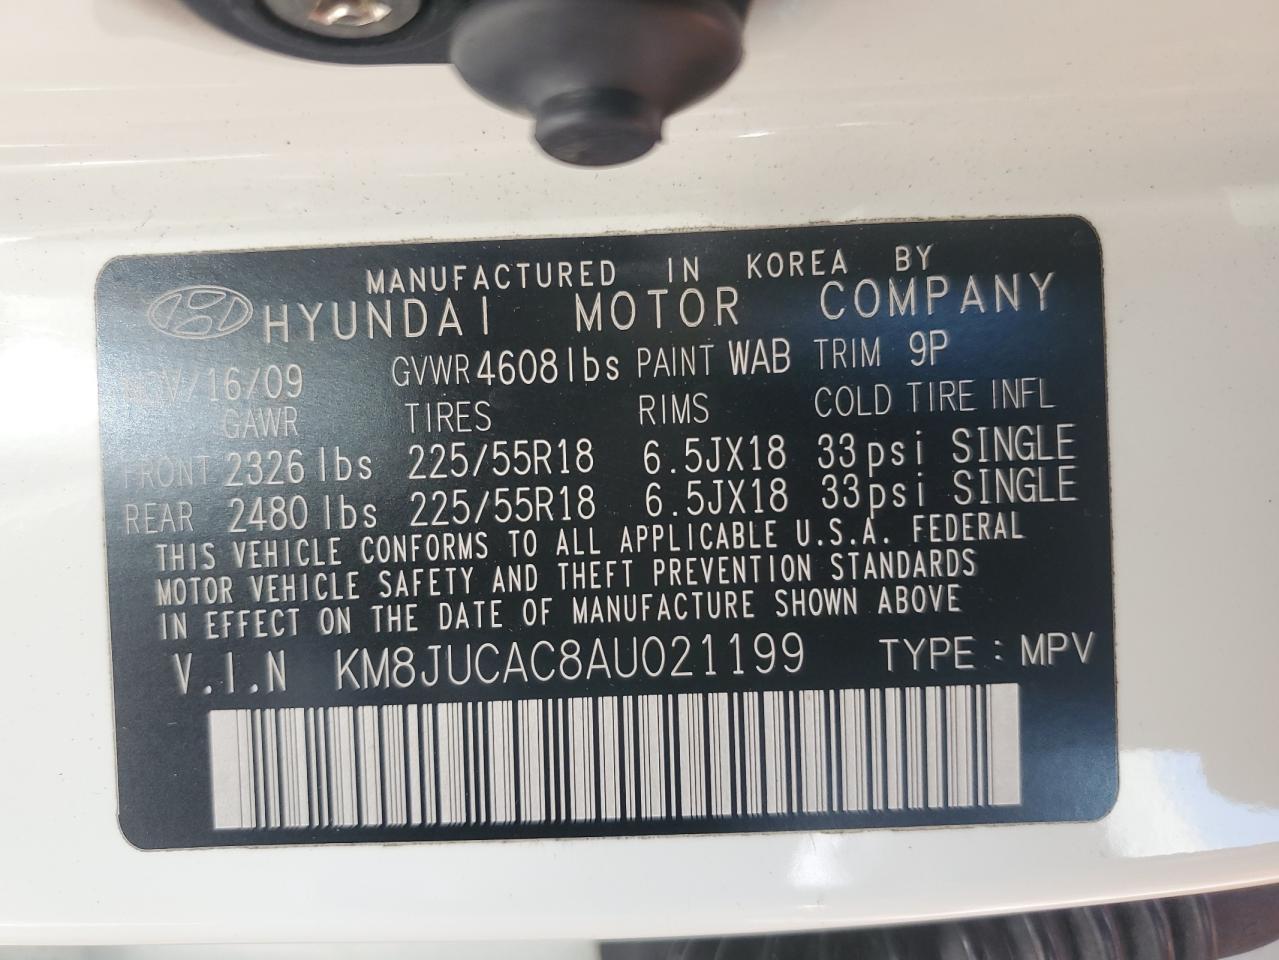 MANUFACTURED IN KOREA BY
HYUNDAI MOTOR COMPANY
NOV/16/09 GVWR 4608lbs PAINT WAB TRIM 9P
GAWR TIRES RIMS COLD TIRE INFL
FRONT 2326 lbs 225/55R18 6.5JX18 33psi SINGLE
REAR 2480 lbs 225/55R18 6.5JX18 33psi SINGLE
THIS VEHICLE CONFORMS TO ALL APPLICABLE U.S.A. FEDERAL
MOTOR VEHICLE SAFETY AND THEFT PREVENTION STANDARDS
IN EFFECT ON THE DATE OF MANUFACTURE SHOWN ABOVE
V.I.N KM8JUCAC8AU021199 TYPE : MPV